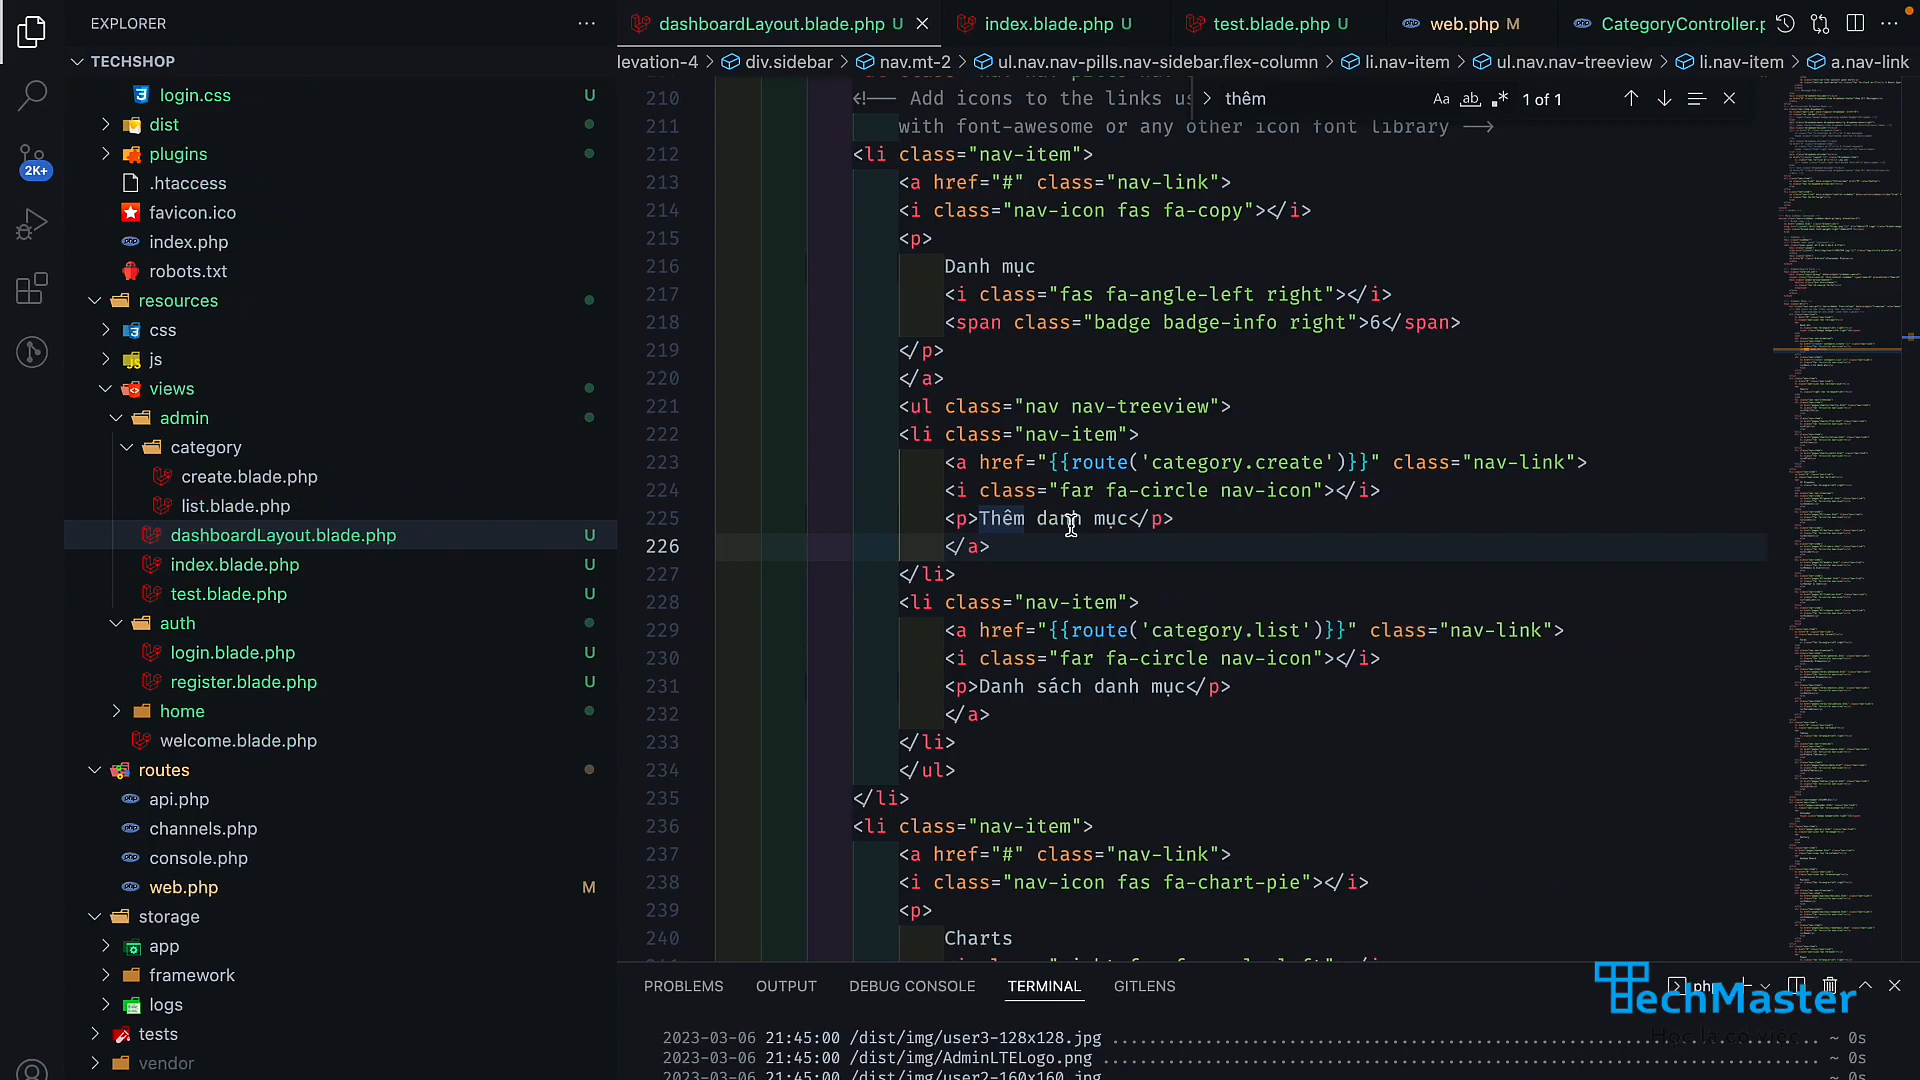 EXPLORER
TECHSHOP
login.css U
dist
plugins
.htaccess
favicon.ico
index.php
robots.txt
resources
css
js
views
admin
category
create.blade.php
list.blade.php
dashboardLayout.blade.php U
index.blade.php U
test.blade.php U
auth
login.blade.php U
register.blade.php U
home
welcome.blade.php
routes
api.php
channels.php
console.php
web.php M
storage
app
framework
logs
tests
vendor
2K+
dashboardLayout.blade.php U index.blade.php U test.blade.php U web.php M CategoryController.p
levation-4 > div.sidebar > nav.mt-2 > ul.nav.nav-pills.nav-sidebar.flex-column > li.nav-item > ul.nav.nav-treeview > li.nav-item > a.nav-link
thêm Aa ab 1 of 1
210 <!-- Add icons to the links us
211 with font-awesome or any other icon font library -->
212 <li class="nav-item">
213 <a href="#" class="nav-link">
214 <i class="nav-icon fas fa-copy"></i>
215 <p>
216 Danh mục
217 <i class="fas fa-angle-left right"></i>
218 <span class="badge badge-info right">6</span>
219 </p>
220 </a>
221 <ul class="nav nav-treeview">
222 <li class="nav-item">
223 <a href="{{route('category.create')}}" class="nav-link">
224 <i class="far fa-circle nav-icon"></i>
225 <p>Thêm danh mục</p>
226 </a>
227 </li>
228 <li class="nav-item">
229 <a href="{{route('category.list')}}" class="nav-link">
230 <i class="far fa-circle nav-icon"></i>
231 <p>Danh sách danh mục</p>
232 </a>
233 </li>
234 </ul>
235 </li>
236 <li class="nav-item">
237 <a href="#" class="nav-link">
238 <i class="nav-icon fas fa-chart-pie"></i>
239 <p>
240 Charts
PROBLEMS OUTPUT DEBUG CONSOLE TERMINAL GITLENS
php
TechMaster
2023-03-06 21:45:00 /dist/img/user3-128x128.jpg ~ 0s
2023-03-06 21:45:00 /dist/img/AdminLTELogo.png ~ 0s
2023-03-06 21:45:00 /dist/img/user2-160x160.jpg ~ 0s